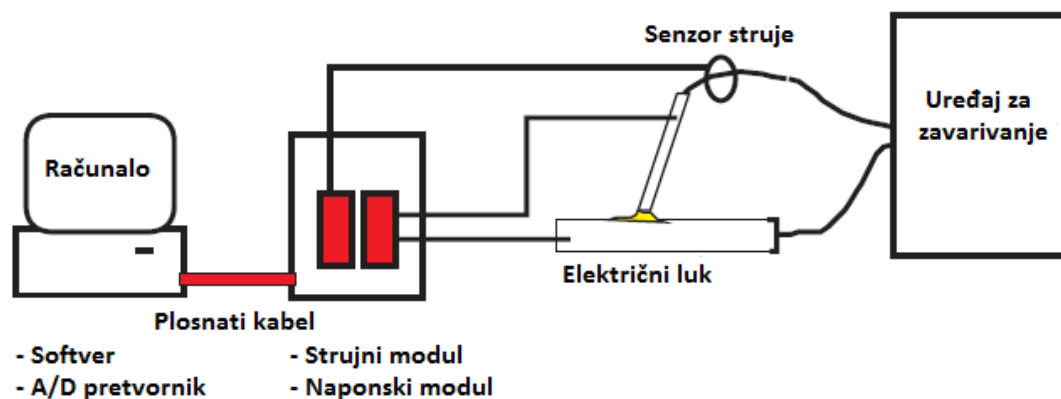 Senzor struje
Uređaj za
zavarivanje
Računalo
Električni luk
Plosnati kabel
- Softver
- A/D pretvornik
- Strujni modul
- Naponski modul